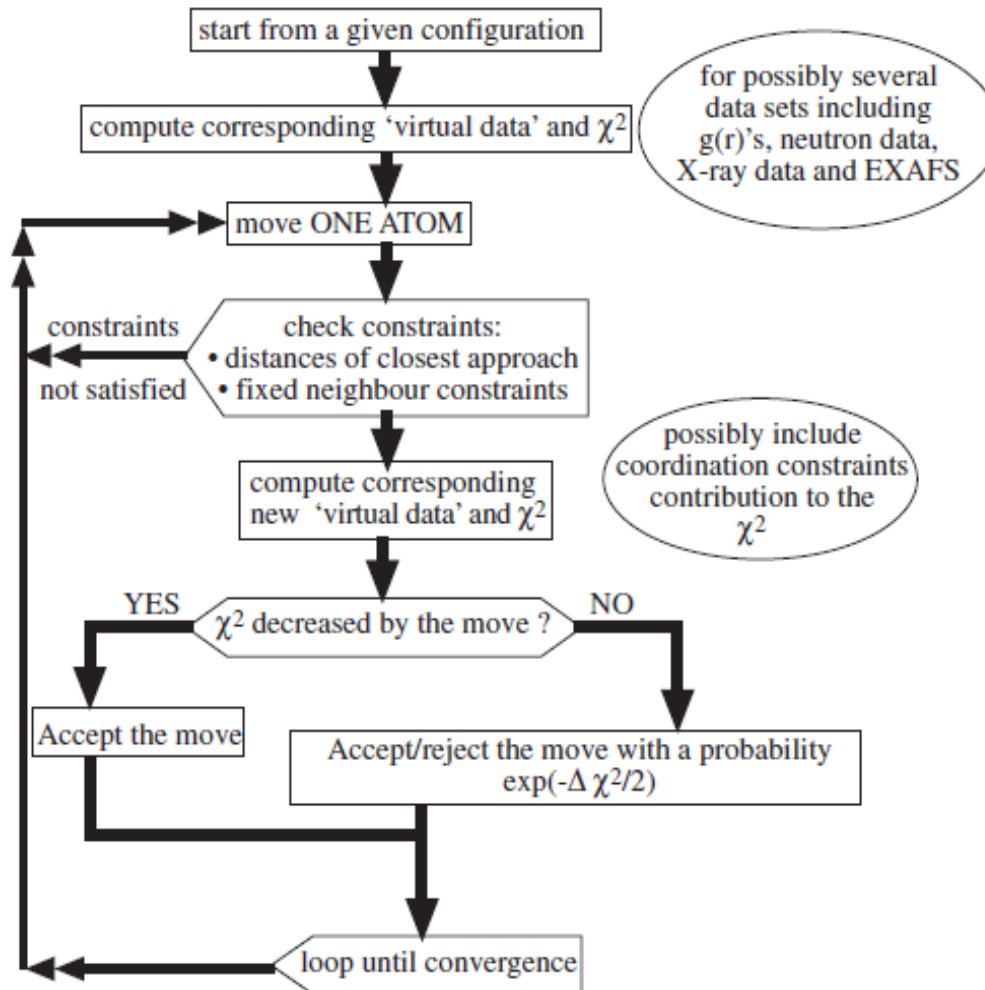 start from a given configuration
for possibly several
data sets including
g(r)'s, neutron data,
X-ray data and EXAFS
compute corresponding ‘virtual data’ and χ²
move ONE ATOM
constraints
not satisfied
check constraints:
• distances of closest approach
• fixed neighbour constraints
possibly include
coordination constraints
contribution to the
χ²
compute corresponding
new ‘virtual data’ and χ²
YES
χ² decreased by the move ?
NO
Accept the move
Accept/reject the move with a probability
exp(-Δ χ²/2)
loop until convergence